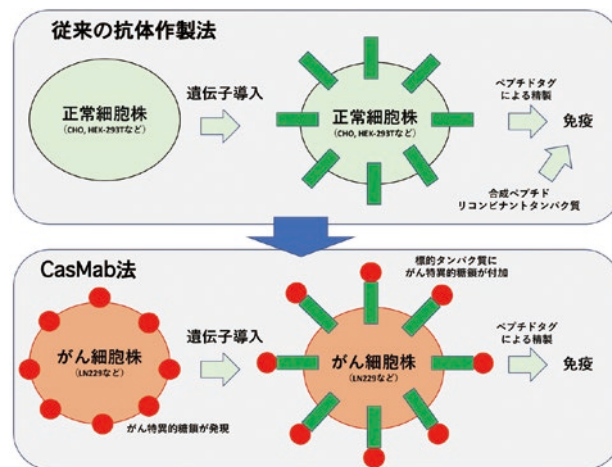 従来の抗体作製法
正常細胞株
(CHO, HEK-293Tなど)
遺伝子導入
正常細胞株
(CHO, HEK-293Tなど)
ペプチドタグ
による精製
免疫
合成ペプチド
リコンビナントタンパク質
CasMab法
がん細胞株
(LN229など)
がん特異的糖鎖が発現
遺伝子導入
標的タンパク質に
がん特異的糖鎖が付加
がん細胞株
(LN229など)
ペプチドタグ
による精製
免疫